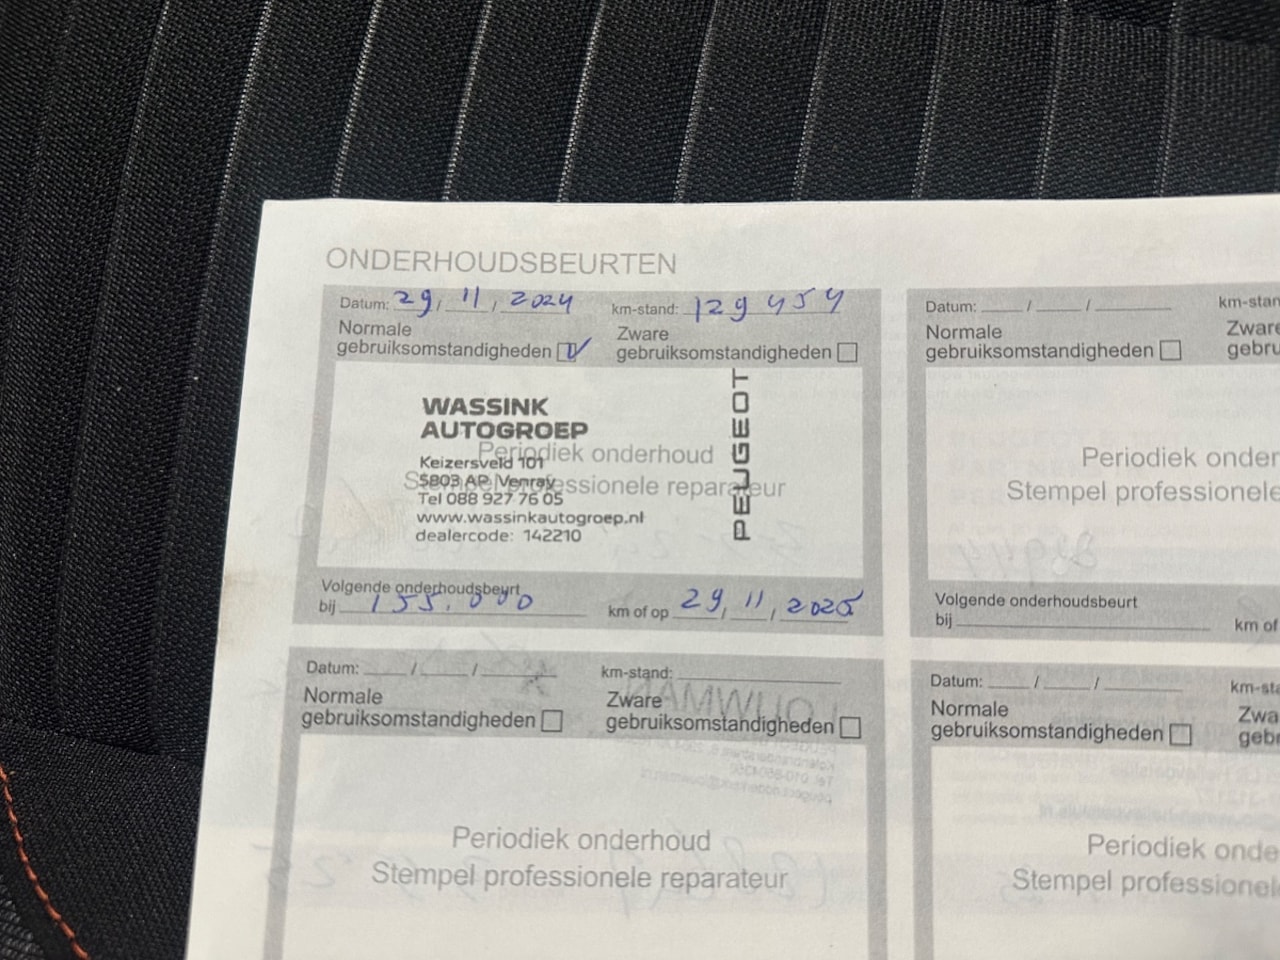 ONDERHOUDSBEURTEN
Datum: 29 / 11 / 2024 km-stand: 129 454
Normale gebruiksomstandigheden Zware gebruiksomstandigheden
WASSINK
AUTOGROEP
Keizersveld 101
5803 AP Venray
Tel 088 927 76 05
www.wassinkautogroep.nl
dealercode: 142210
PEUGEOT
Periodiek onderhoud
Stempel professionele reparateur
Volgende onderhoudsbeurt
bij 155.000 km of op 29 / 11 / 2025
Datum: / / km-stan
Normale Zware
gebruiksomstandigheden gebru
Periodiek onder
Stempel professionele
Volgende onderhoudsbeurt
bij km of
Datum: / / km-stand:
Normale Zware
gebruiksomstandigheden gebruiksomstandigheden
Periodiek onderhoud
Stempel professionele reparateur
Datum: / / km-sta
Normale Zwa
gebruiksomstandigheden gebr
Periodiek onde
Stempel professionel